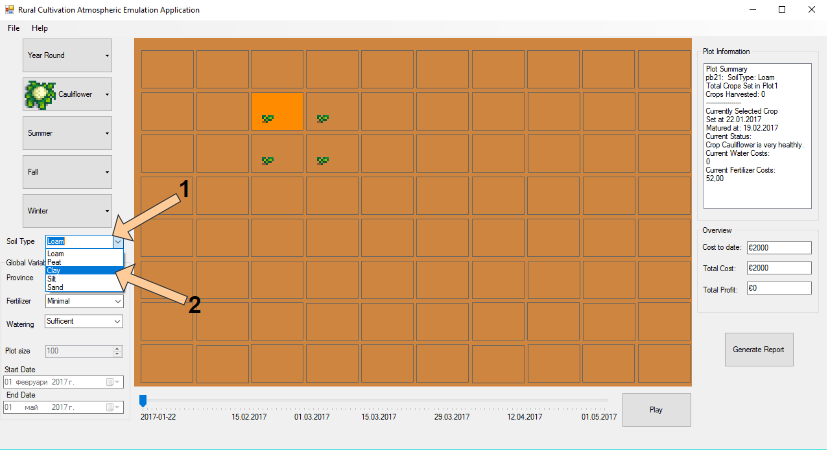 Rural Cultivation Atmospheric Emulation Application
File Help
Year Round
Cauliflower
Summer
Fall
Winter
1
Soil Type Loam
Loam
Peat
Clay
Silt
Sand
Global Variab
Province
2
Fertilizer Minimal
Watering Sufficent
Plot size 100
Start Date
01 февруари 2017 г.
End Date
01 май 2017 г.
2017-01-22 15.02.2017 01.03.2017 15.03.2017 29.03.2017 12.04.2017 01.05.2017
Play
Plot Information
Plot Summary
pb21: SoilType: Loam
Total Crops Set in Plot1
Crops Harvested: 0
----------------
Currently Selected Crop
Set at 22.01.2017
Matured at: 19.02.2017
Current Status:
Crop Cauliflower is very healthly
Current Water Costs:
0
Current Fertilizer Costs:
52,00
Overview
Cost to date: €2000
Total Cost: €2000
Total Profit: €0
Generate Report